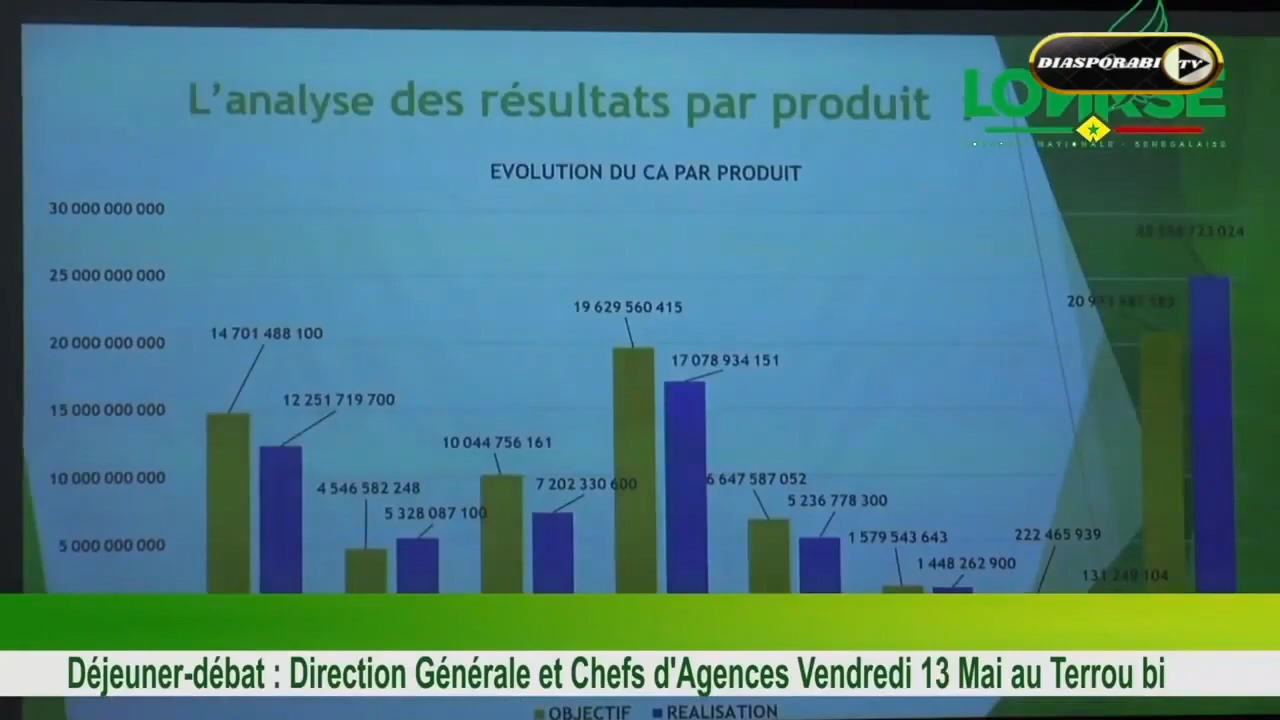 DIASPORABI TV
L'analyse des résultats par produit
EVOLUTION DU CA PAR PRODUIT
30 000 000 000
25 000 000 000
20 000 000 000
15 000 000 000
10 000 000 000
5 000 000 000
14 701 488 100
12 251 719 700
4 546 582 248
5 328 087 100
10 044 756 161
7 202 330 600
19 629 560 415
17 078 934 151
6 647 587 052
5 236 778 300
1 579 543 643
1 448 262 900
222 465 939
131 249 104
Déjeuner-débat : Direction Générale et Chefs d'Agences Vendredi 13 Mai au Terrou bi
OBJECTIF
REALISATION